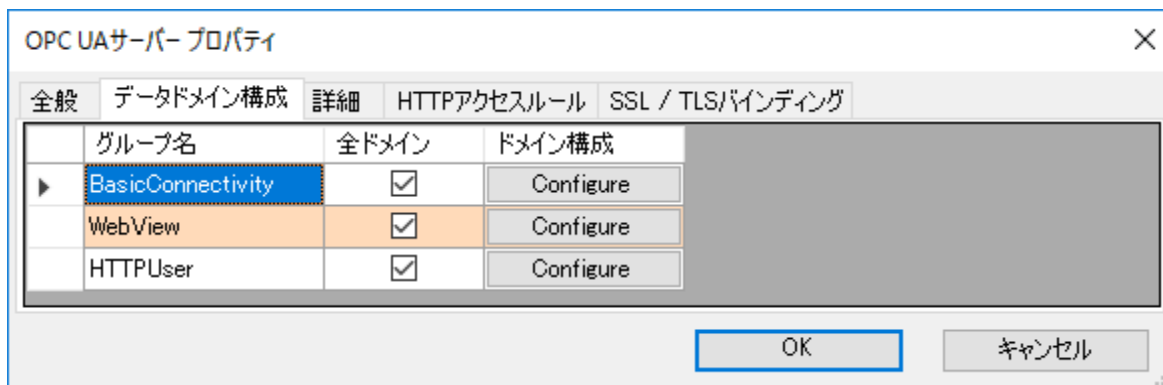 OPC UAサーバー プロパティ
全般 データドメイン構成 詳細 HTTPアクセスルール SSL / TLSバインディング
グループ名 全ドメイン ドメイン構成
BasicConnectivity Configure
WebView Configure
HTTPUser Configure
OK キャンセル